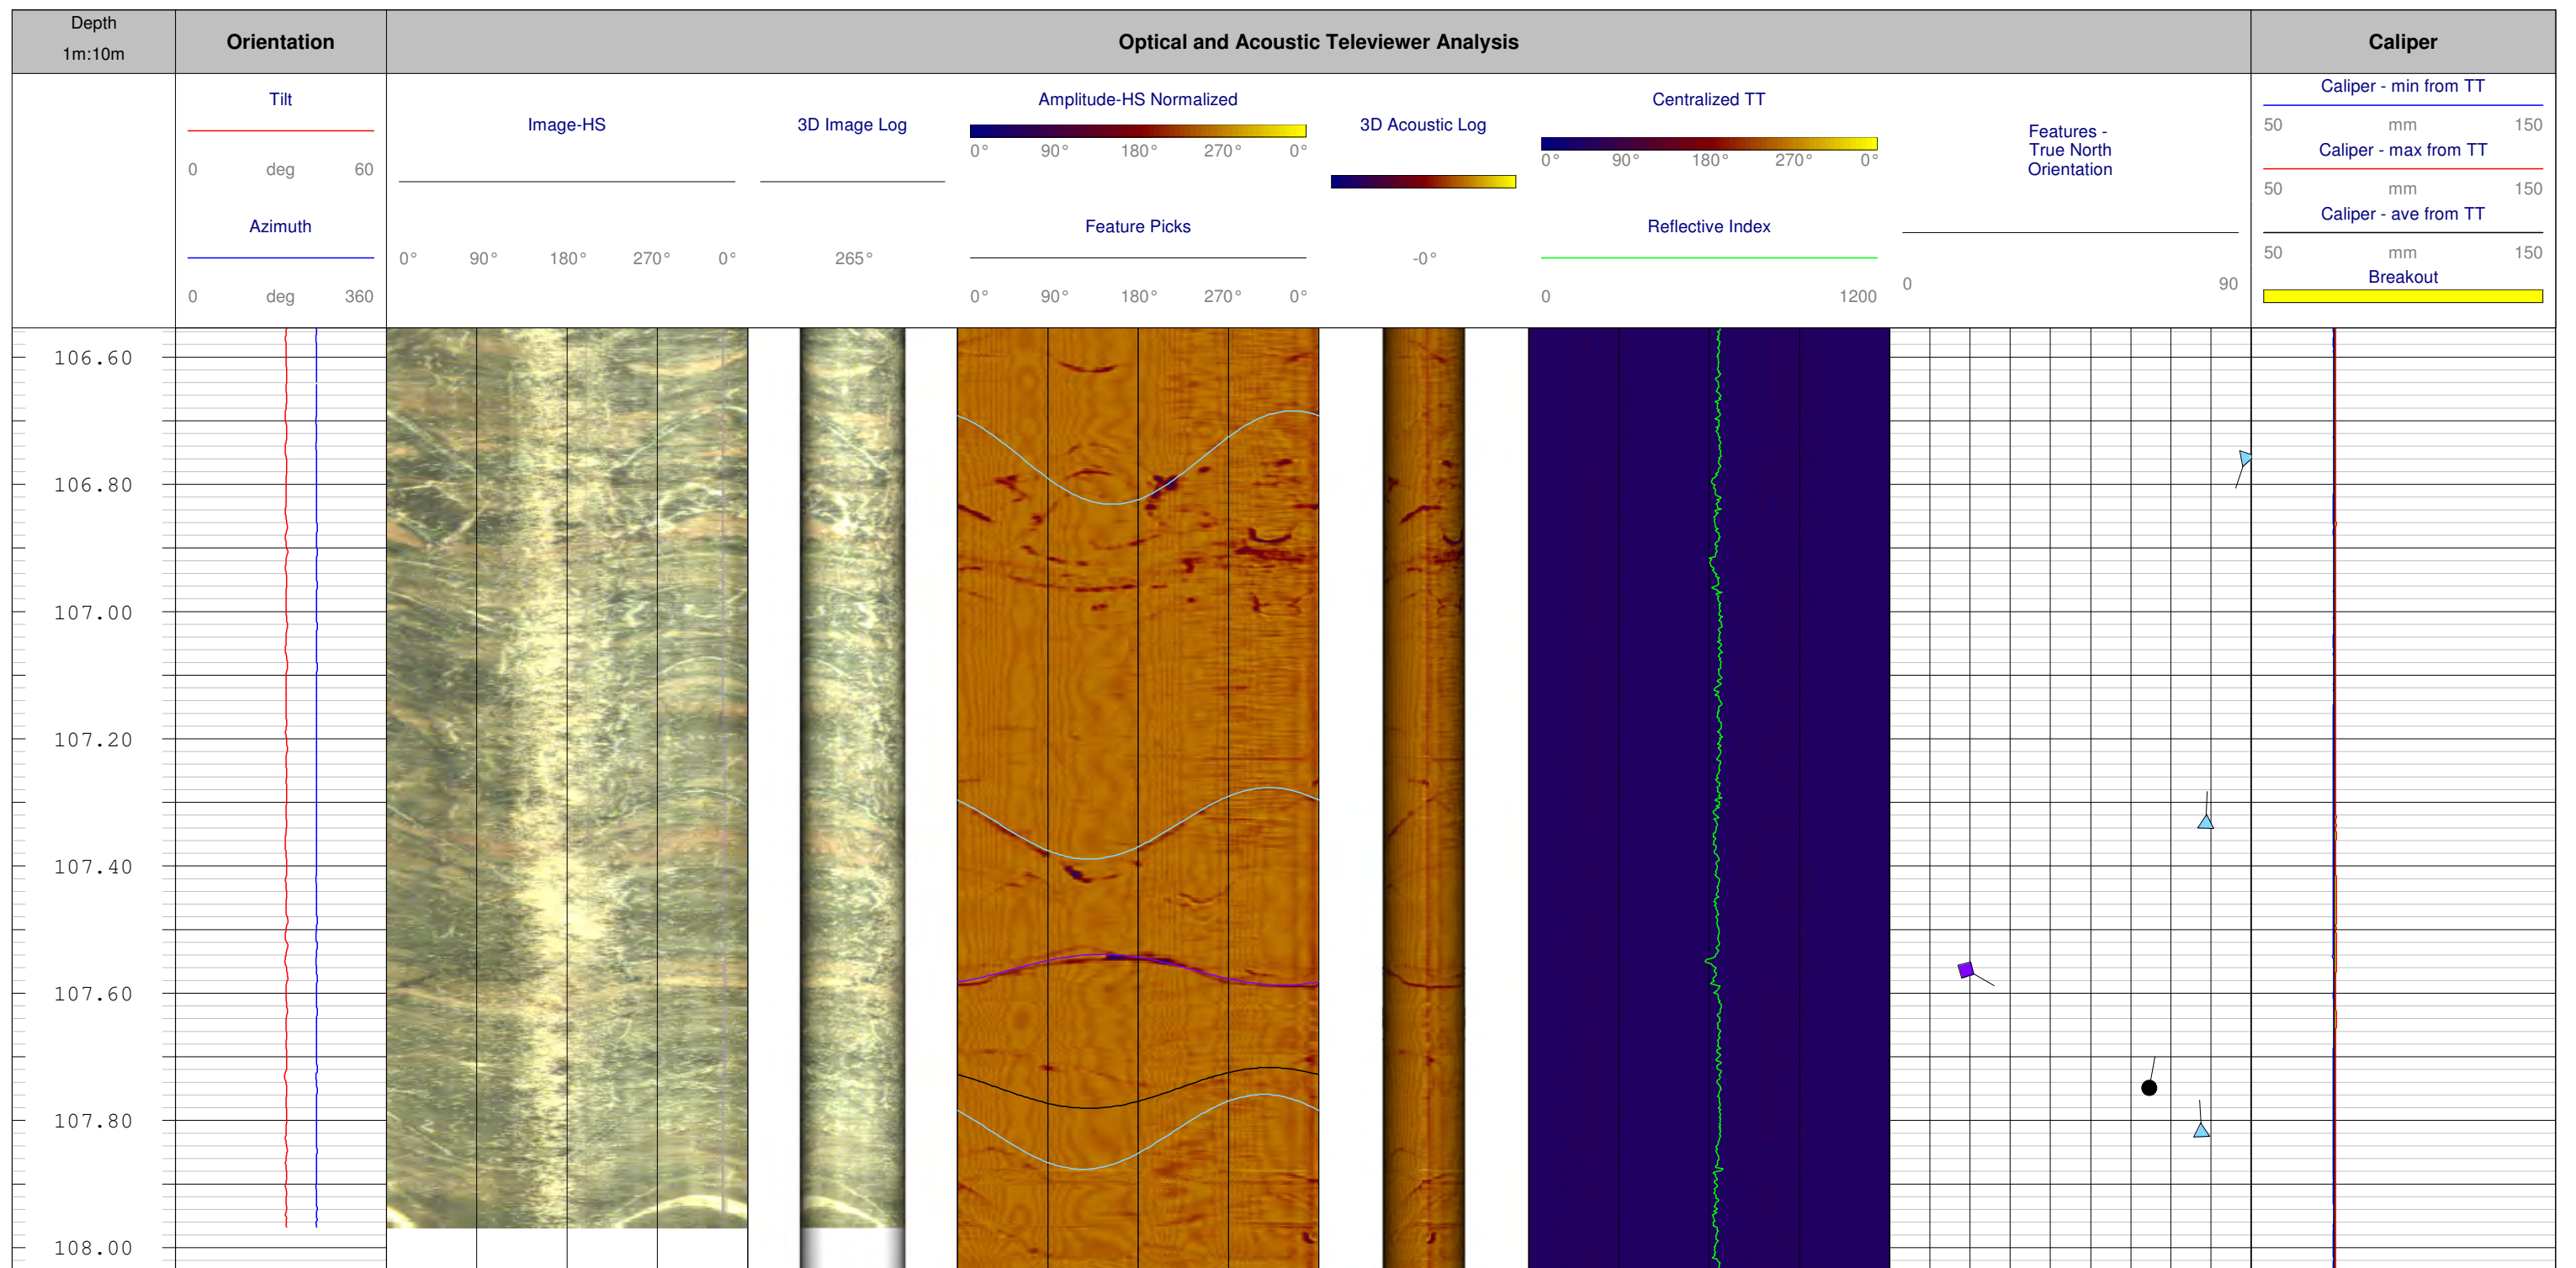 Depth
1m:10m
Orientation
Optical and Acoustic Televiewer Analysis
Caliper
Tilt
0 deg 60
Azimuth
0 deg 360
Image-HS
0° 90° 180° 270° 0°
3D Image Log
265°
Amplitude-HS Normalized
0° 90° 180° 270° 0°
Feature Picks
0° 90° 180° 270° 0°
3D Acoustic Log
-0°
Centralized TT
0° 90° 180° 270° 0°
Reflective Index
0 1200
Features -
True North
Orientation
0 90
Caliper - min from TT
50 mm 150
Caliper - max from TT
50 mm 150
Caliper - ave from TT
50 mm 150
Breakout
106.60
106.80
107.00
107.20
107.40
107.60
107.80
108.00